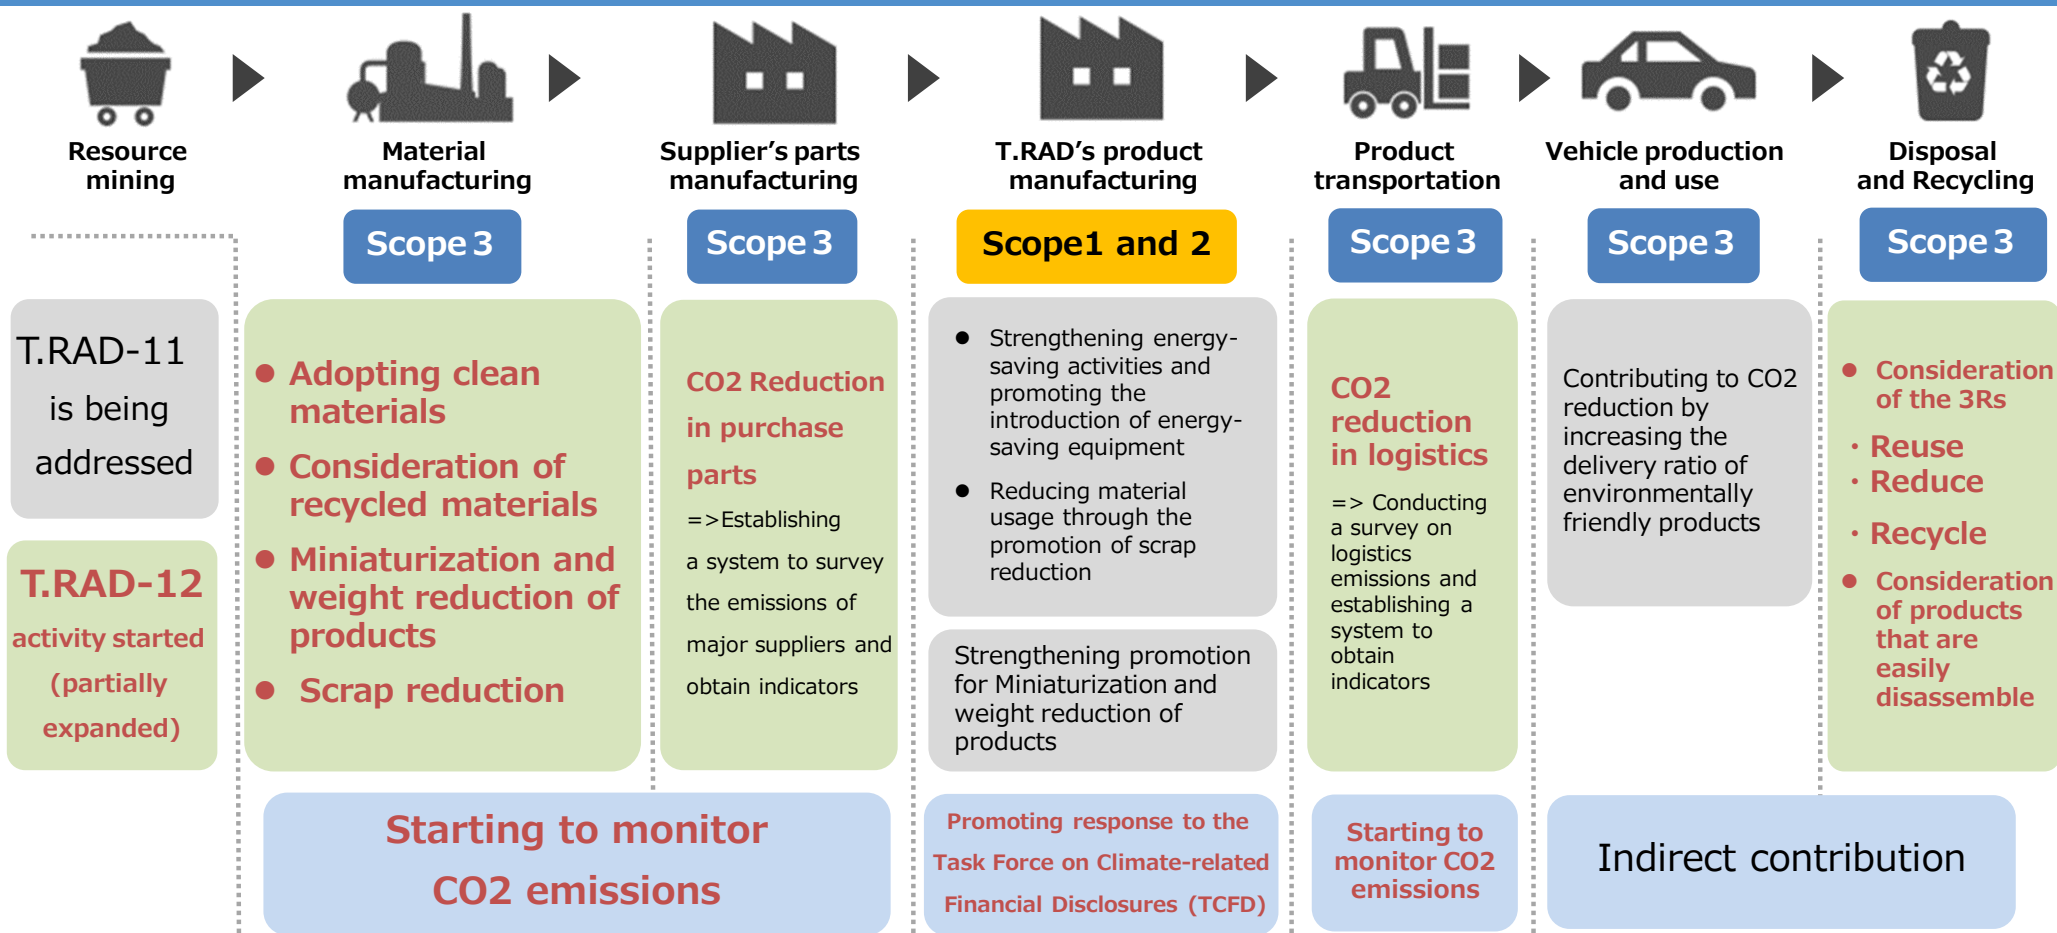 Resource
mining
Material
manufacturing
Supplier's parts
manufacturing
T.RAD's product
manufacturing
Product
transportation
Vehicle production
and use
Disposal
and Recycling
Scope 3
Scope 3
Scope1 and 2
Scope 3
Scope 3
Scope 3
T.RAD-11
is being
addressed
T.RAD-12
activity started
(partially
expanded)
● Adopting clean
materials
● Consideration of
recycled materials
● Miniaturization and
weight reduction of
products
● Scrap reduction
CO2 Reduction
in purchase
parts
=>Establishing
a system to survey
the emissions of
major suppliers and
obtain indicators
● Strengthening energy-
saving activities and
promoting the
introduction of energy-
saving equipment
● Reducing material
usage through the
promotion of scrap
reduction
Strengthening promotion
for Miniaturization and
weight reduction of
products
CO2
reduction
in logistics
=> Conducting
a survey on
logistics
emissions and
establishing a
system to
obtain
indicators
Contributing to CO2
reduction by
increasing the
delivery ratio of
environmentally
friendly products
● Consideration
of the 3Rs
・Reuse
・Reduce
・Recycle
● Consideration
of products
that are
easily
disassemble
Starting to monitor
CO2 emissions
Promoting response to the
Task Force on Climate-related
Financial Disclosures (TCFD)
Starting to
monitor CO2
emissions
Indirect contribution